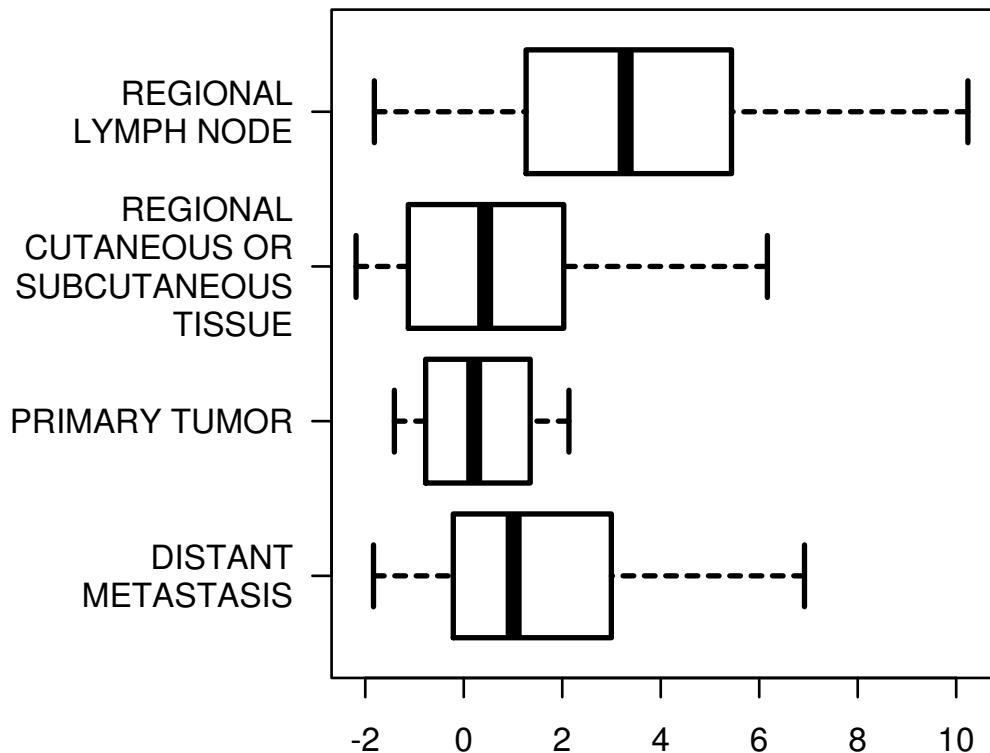 REGIONAL
LYMPH NODE
REGIONAL
CUTANEOUS OR
SUBCUTANEOUS
TISSUE
PRIMARY TUMOR
DISTANT
METASTASIS
-2 0 2 4 6 8 10